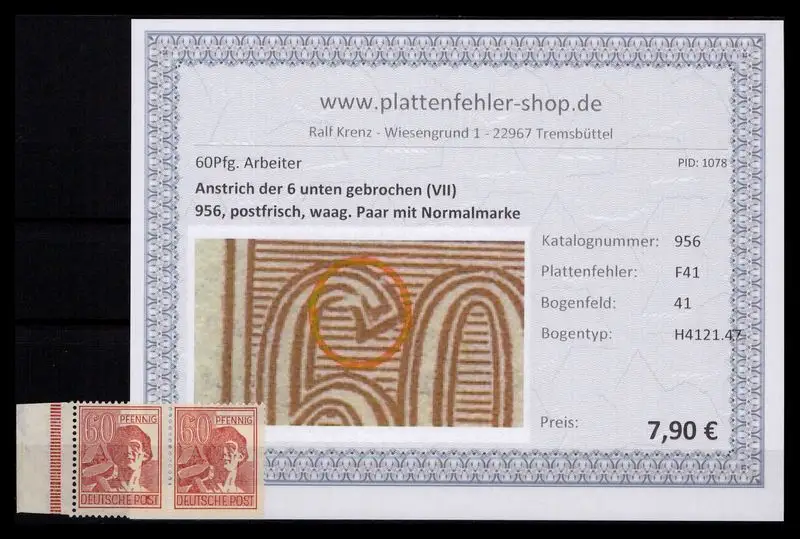 www.plattenfehler-shop.de
Ralf Krenz - Wiesengrund 1 - 22967 Tremsbüttel
60Pfg. Arbeiter
PID: 1078
Anstrich der 6 unten gebrochen (VII)
956, postfrisch, waag. Paar mit Normalmarke
Katalognummer: 956
Plattenfehler: F41
Bogenfeld: 41
Bogentyp: H4121.47
60
Preis: 7,90 €
60 PFENNIG
DEUTSCHE POST
60 PFENNIG
DEUTSCHE POST